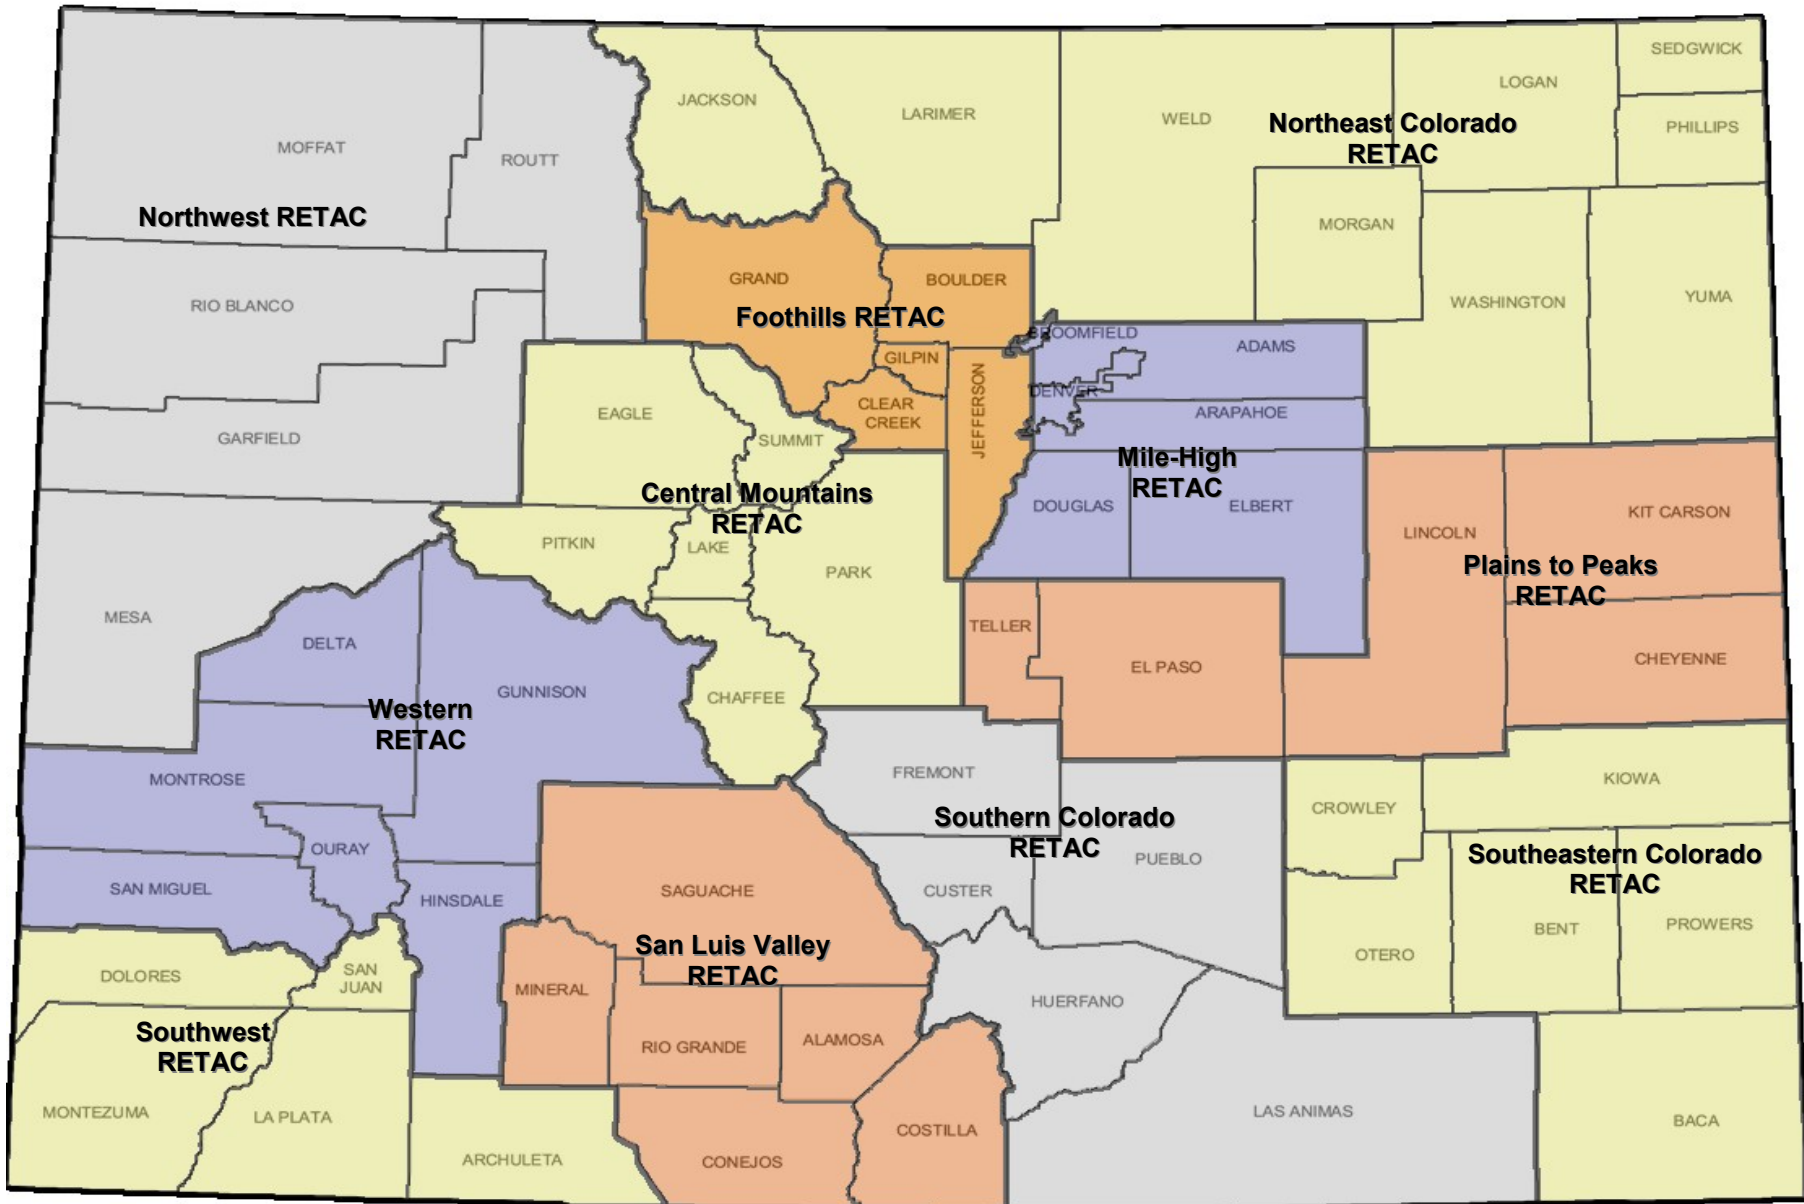 SEDGWICK
LOGAN
JACKSON
LARIMER
WELD
Northeast Colorado
RETAC
PHILLIPS
MOFFAT
ROUTT
Northwest RETAC
MORGAN
GRAND
BOULDER
RIO BLANCO
WASHINGTON
YUMA
Foothills RETAC
BROOMFIELD
ADAMS
GILPIN
DENVER
JEFFERSON
CLEAR
CREEK
EAGLE
ARAPAHOE
GARFIELD
SUMMIT
Mile-High
RETAC
Central Mountains
RETAC
DOUGLAS
ELBERT
KIT CARSON
LINCOLN
PITKIN
LAKE
PARK
Plains to Peaks
RETAC
MESA
TELLER
DELTA
EL PASO
CHEYENNE
GUNNISON
CHAFFEE
Western
RETAC
MONTROSE
FREMONT
KIOWA
CROWLEY
Southern Colorado
RETAC
OURAY
PUEBLO
Southeastern Colorado
RETAC
SAN MIGUEL
HINSDALE
SAGUACHE
CUSTER
PROWERS
BENT
San Luis Valley
RETAC
OTERO
DOLORES
SAN
JUAN
MINERAL
HUERFANO
Southwest
RETAC
RIO GRANDE
ALAMOSA
MONTEZUMA
LA PLATA
LAS ANIMAS
BACA
COSTILLA
ARCHULETA
CONEJOS